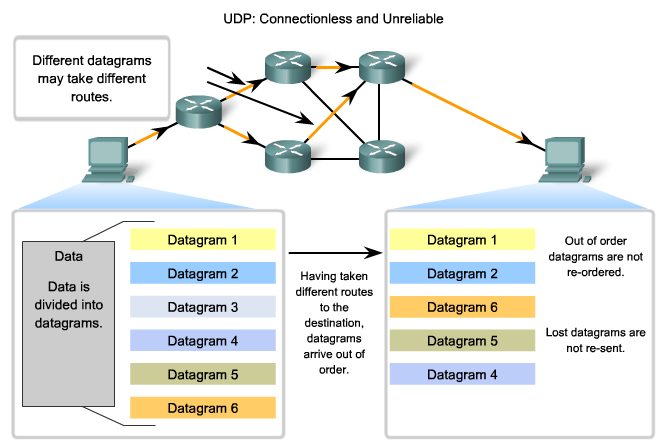 UDP: Connectionless and Unreliable
Different datagrams
may take different
routes.
Data
Data is
divided into
datagrams.
Datagram 1
Datagram 2
Datagram 3
Datagram 4
Datagram 5
Datagram 6
Having taken
different routes
to the
destination,
datagrams
arrive out of
order.
Datagram 1
Datagram 2
Datagram 6
Datagram 5
Datagram 4
Out of order
datagrams are not
re-ordered.
Lost datagrams are
not re-sent.